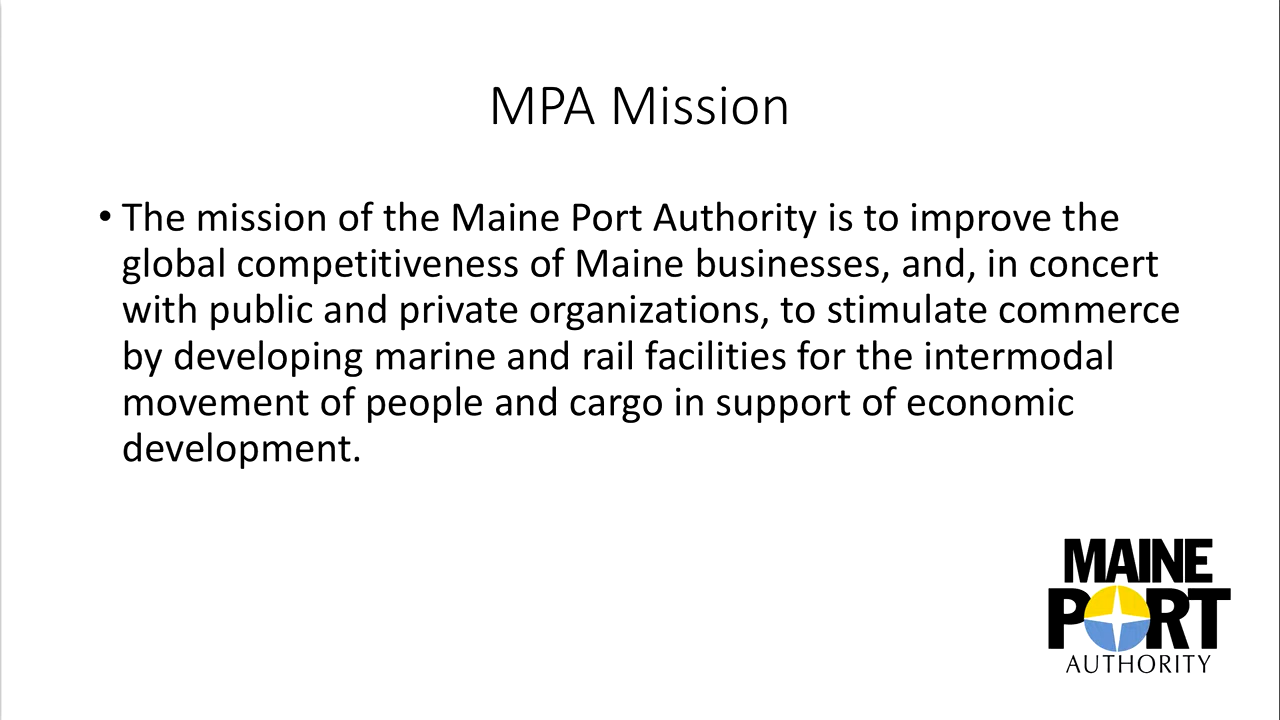 MPA Mission
• The mission of the Maine Port Authority is to improve the
global competitiveness of Maine businesses, and, in concert
with public and private organizations, to stimulate commerce
by developing marine and rail facilities for the intermodal
movement of people and cargo in support of economic
development.
MAINE
PORT
AUTHORITY